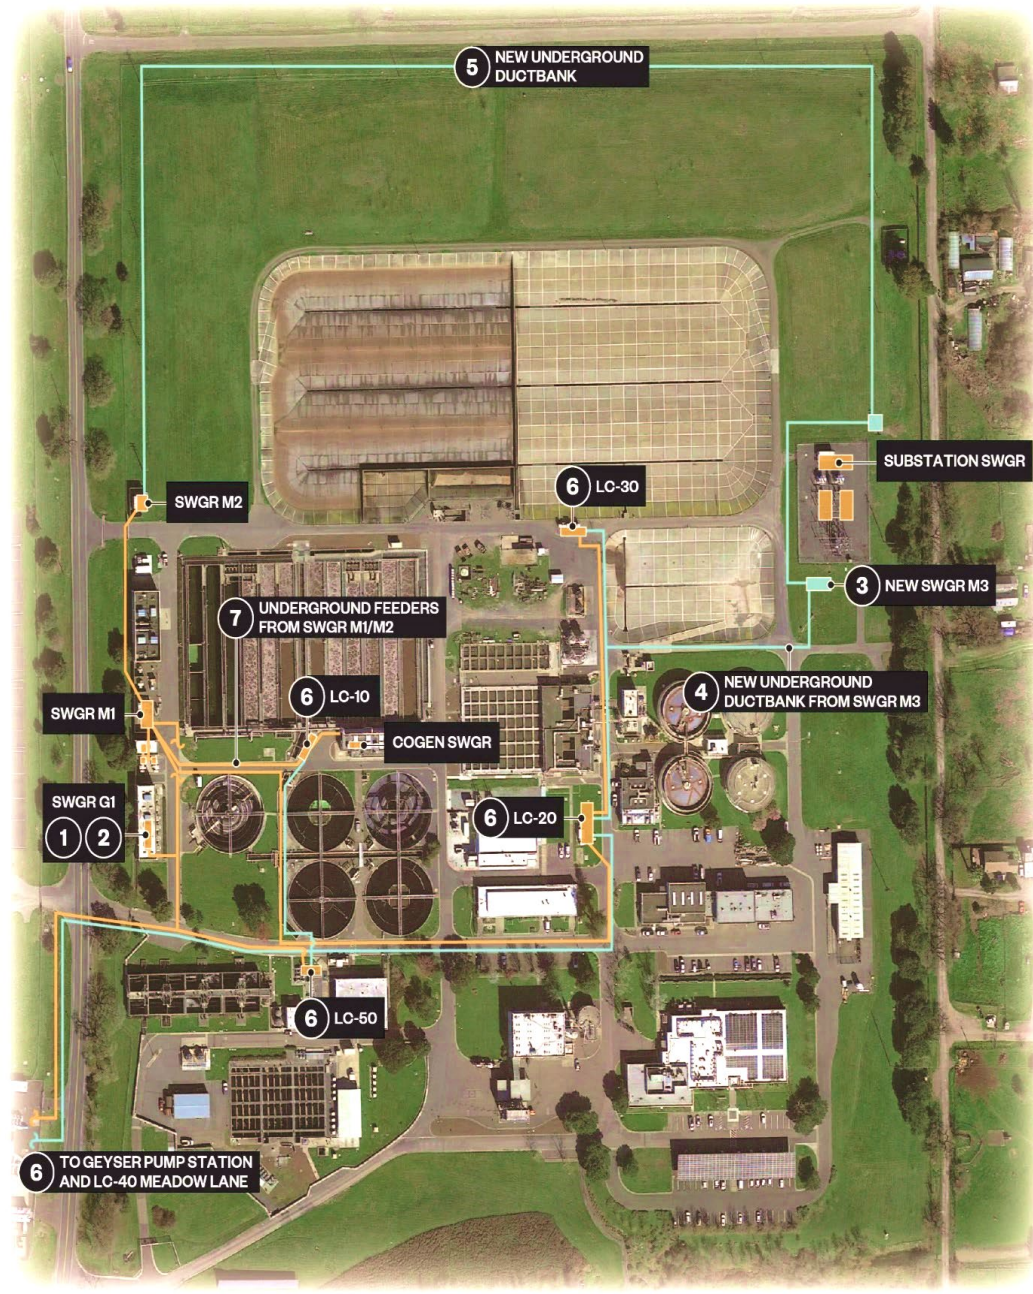 5
NEW UNDERGROUND
DUCTBANK
SUBSTATION SWGR
SWGR M2
6
LC-30
3
NEW SWGR M3
7
UNDERGROUND FEEDERS
FROM SWGR M1/M2
6
LC-10
4
NEW UNDERGROUND
DUCTBANK FROM SWGR M3
SWGR M1
COGEN SWGR
SWGR G1
1
2
6
LC-20
6
LC-50
6
TO GEYSER PUMP STATION
AND LC-40 MEADOW LANE